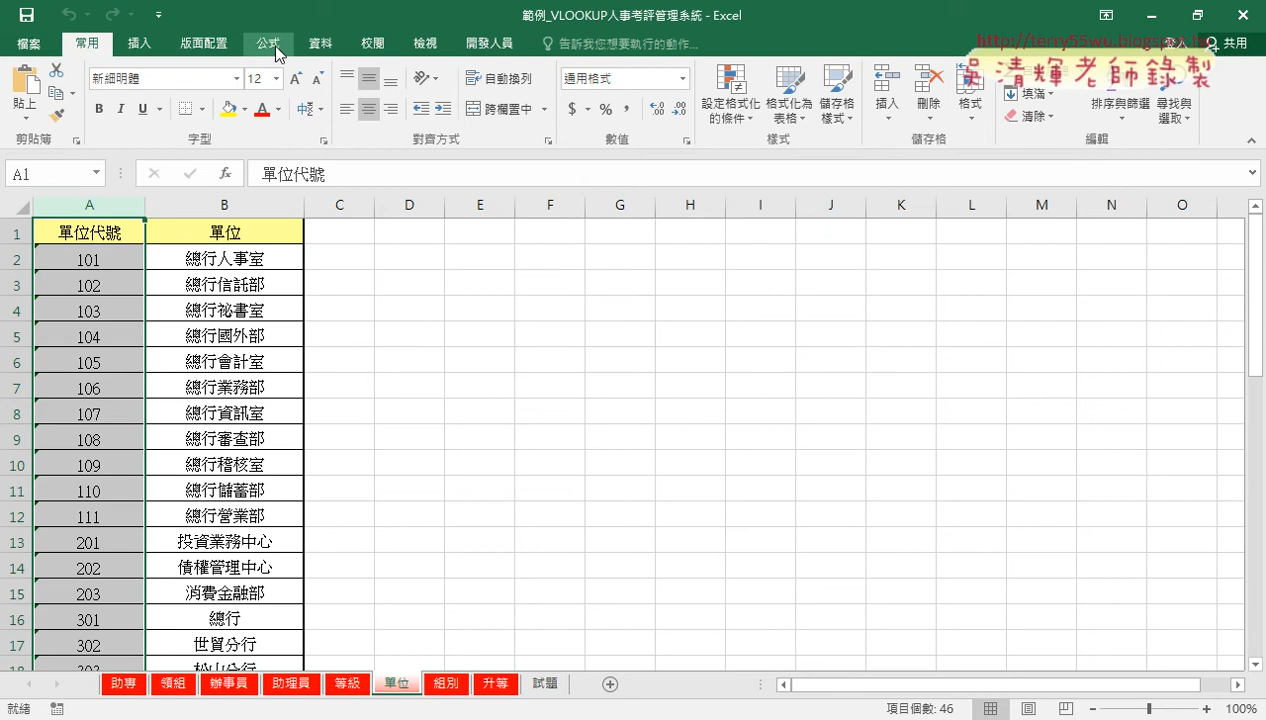 範例_VLOOKUP人事考評管理系統 - Excel
檔案 常用 插入 版面配置 公式 資料 校閱 檢視 開發人員 告訴我您想要執行的動作... 登入 共用
http://terry55wu.blogspot.tw
吳清輝老師錄製
貼上 新細明體 12 自動換列 通用格式 設定格式化的條件 格式化為表格 儲存格樣式 插入 刪除 格式 填滿 排序與篩選 尋找與選取
B I U 跨欄置中 $ % , 清除
剪貼簿 字型 對齊方式 數值 樣式 儲存格 編輯
A1 fx 單位代號
A B C D E F G H I J K L M N O
1 單位代號 單位
2 101 總行人事室
3 102 總行信託部
4 103 總行祕書室
5 104 總行國外部
6 105 總行會計室
7 106 總行業務部
8 107 總行資訊室
9 108 總行審查部
10 109 總行稽核室
11 110 總行儲蓄部
12 111 總行營業部
13 201 投資業務中心
14 202 債權管理中心
15 203 消費金融部
16 301 總行
17 302 世貿分行
18 303 松山分行
助專 領組 辦事員 助理員 等級 單位 組別 升等 試題
就緒 項目個數: 46 100%